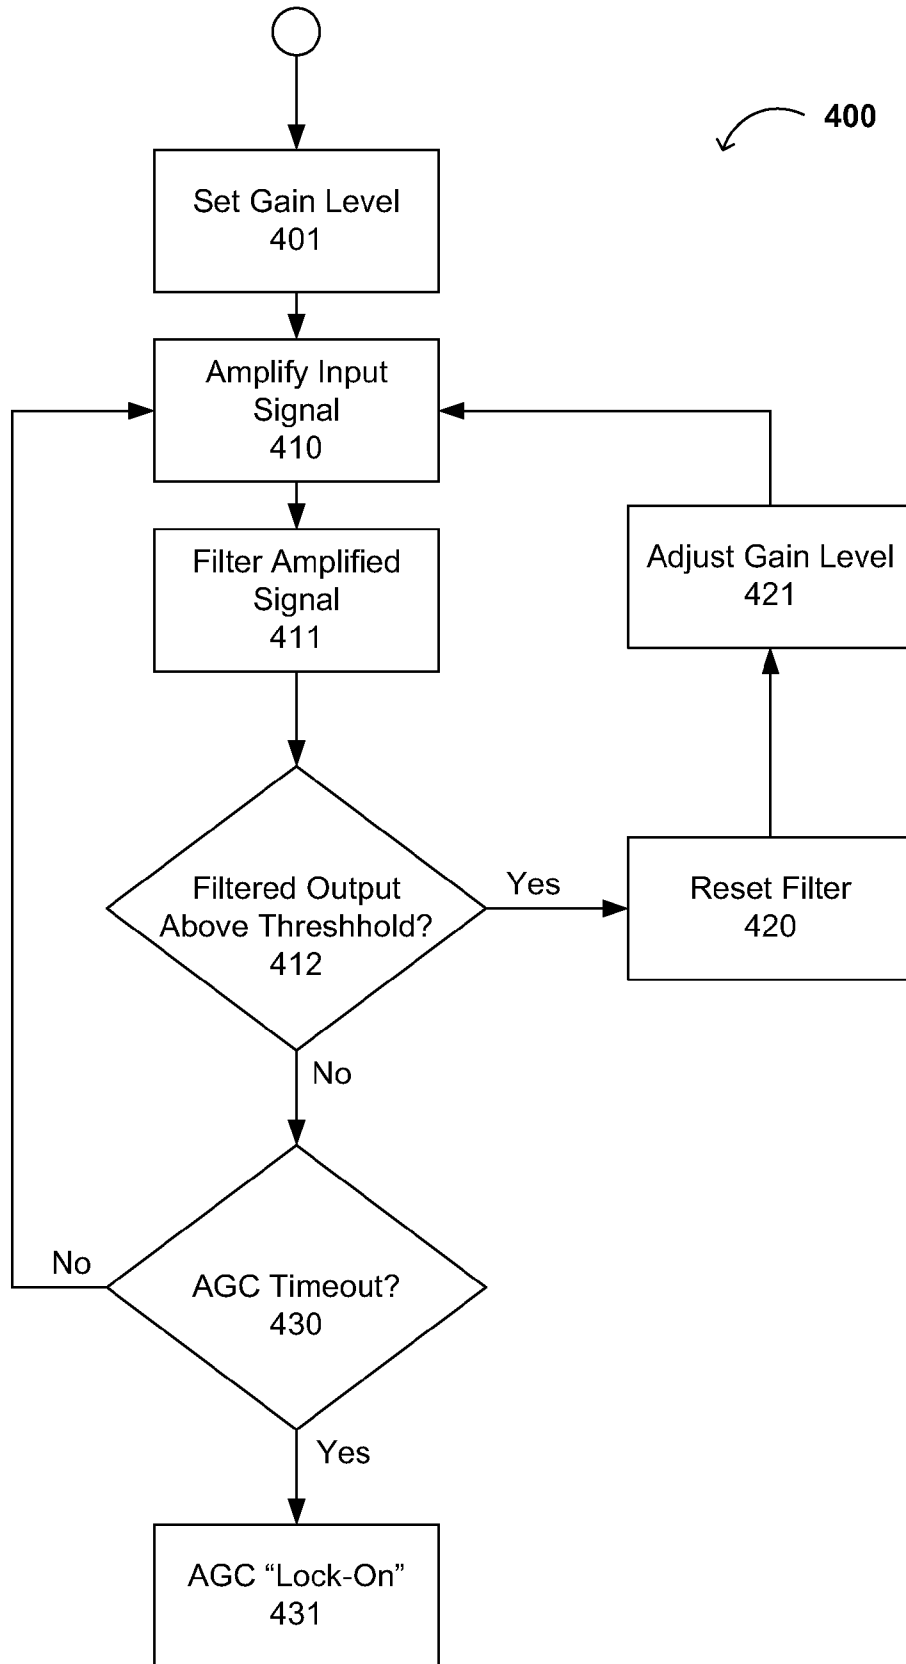 400
Set Gain Level
401
Amplify Input
Signal
410
Filter Amplified
Signal
411
Adjust Gain Level
421
Filtered Output
Above Threshhold?
412
Yes
Reset Filter
420
No
No
AGC Timeout?
430
Yes
AGC “Lock-On”
431